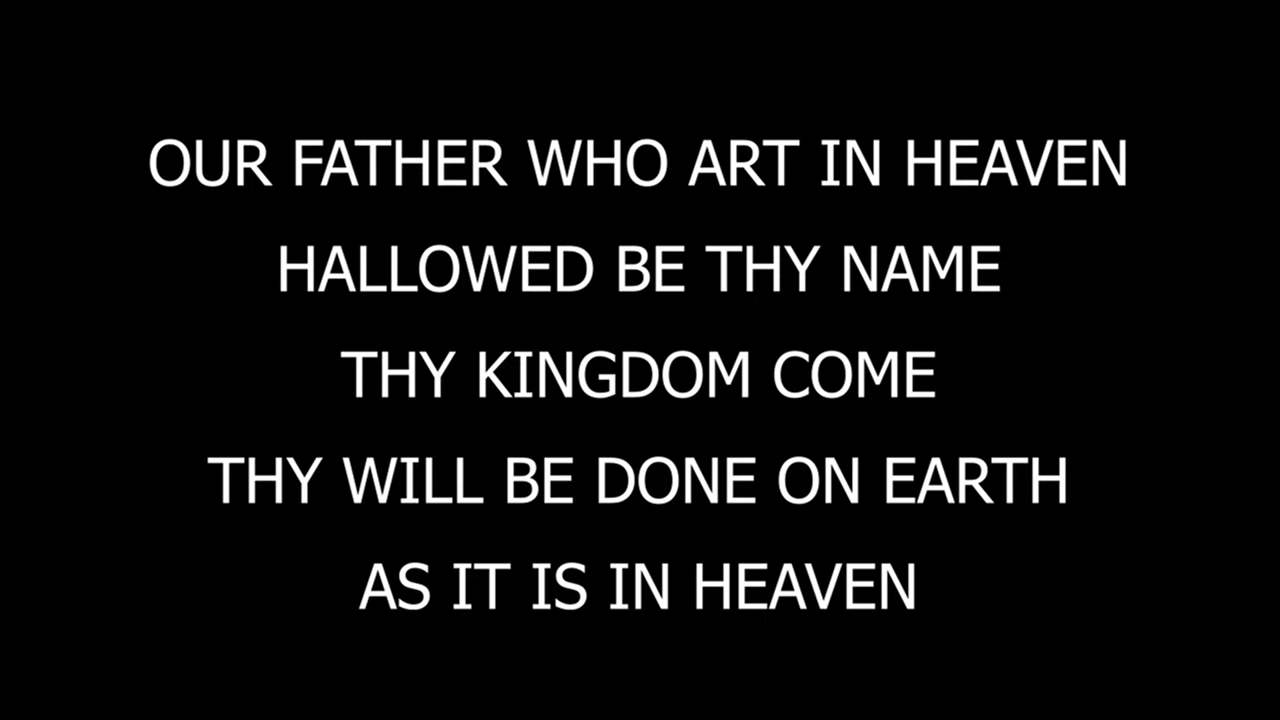 OUR FATHER WHO ART IN HEAVEN
HALLOWED BE THY NAME
THY KINGDOM COME
THY WILL BE DONE ON EARTH
AS IT IS IN HEAVEN